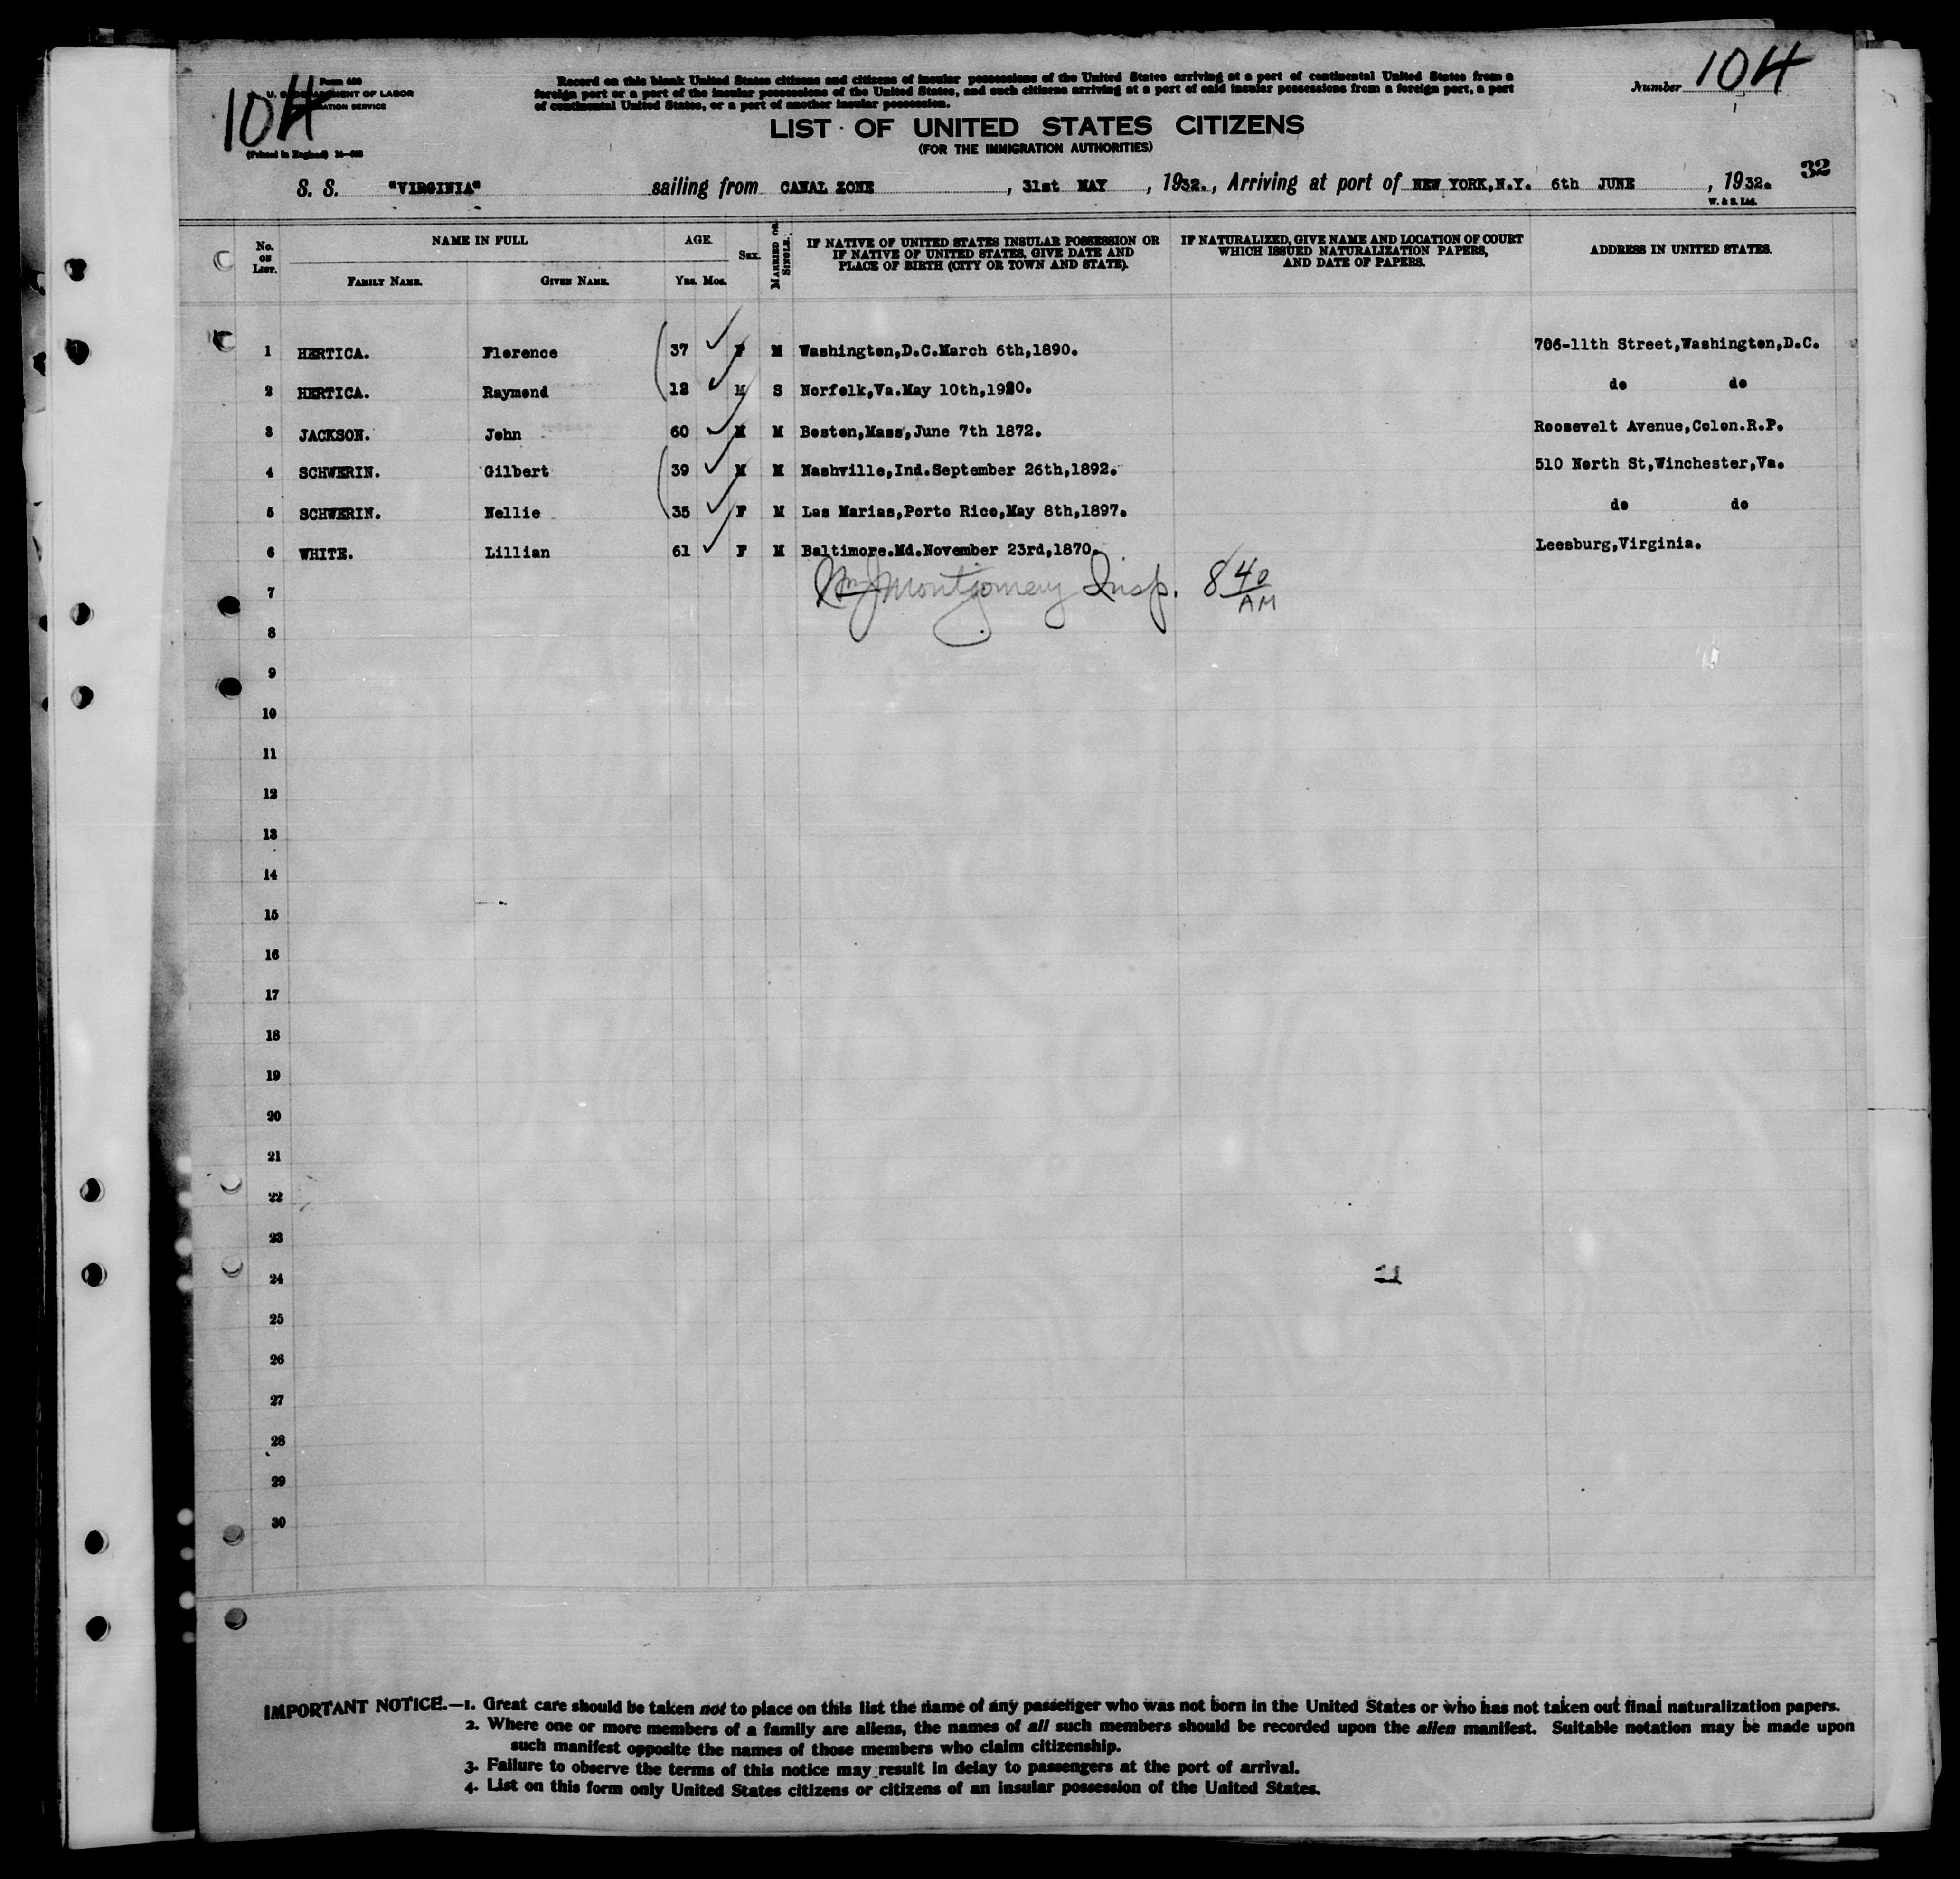 104
Form 630
U. S. DEPARTMENT OF LABOR
IMMIGRATION SERVICE
(Printed in England)
Record on this blank United States citizens and citizens of insular possessions of the United States arriving at a port of continental United States from a
foreign port or a part of the insular possessions of the United States, and such citizens arriving at a port of said insular possessions from a foreign port, a port
of continental United States, or a port of another insular possession.
Number 104
LIST OF UNITED STATES CITIZENS
(FOR THE IMMIGRATION AUTHORITIES)
32
S. S. "VIRGINIA" sailing from CANAL ZONE, 31st MAY, 1932., Arriving at port of NEW YORK,N.Y. 6th JUNE, 1932.
W. & S. Ltd.
No. ON LIST. NAME IN FULL AGE. SEX. MARRIED OR SINGLE. IF NATIVE OF UNITED STATES INSULAR POSSESSION OR IF NATIVE OF UNITED STATES, GIVE DATE AND PLACE OF BIRTH (CITY OR TOWN AND STATE). IF NATURALIZED, GIVE NAME AND LOCATION OF COURT WHICH ISSUED NATURALIZATION PAPERS, AND DATE OF PAPERS. ADDRESS IN UNITED STATES.
FAMILY NAME. GIVEN NAME. Yrs. Mos.
1 HERTICA. Florence 37 F M Washington,D.C.March 6th,1890. 706-11th Street,Washington,D.C.
2 HERTICA. Raymond 12 M S Norfolk,Va.May 10th,1920. do do
3 JACKSON. John 60 M M Boston,Mass,June 7th 1872. Roosevelt Avenue,Colon.R.P.
4 SCHWERIN. Gilbert 39 M M Nashville,Ind.September 26th,1892. 510 North St,Winchester,Va.
5 SCHWERIN. Nellie 35 F M Las Marias,Porto Rico,May 8th,1897. do do
6 WHITE. Lillian 61 F M Baltimore.Md.November 23rd,1870. Leesburg,Virginia.
7 Wm J Montgomery Insp. 8 40 AM
8
9
10
11
12
13
14
15
16
17
18
19
20
21
22
23
24
25
26
27
28
29
30
IMPORTANT NOTICE.—1. Great care should be taken not to place on this list the name of any passenger who was not born in the United States or who has not taken out final naturalization papers.
2. Where one or more members of a family are aliens, the names of all such members should be recorded upon the alien manifest. Suitable notation may be made upon
such manifest opposite the names of those members who claim citizenship.
3. Failure to observe the terms of this notice may result in delay to passengers at the port of arrival.
4. List on this form only United States citizens or citizens of an insular possession of the United States.